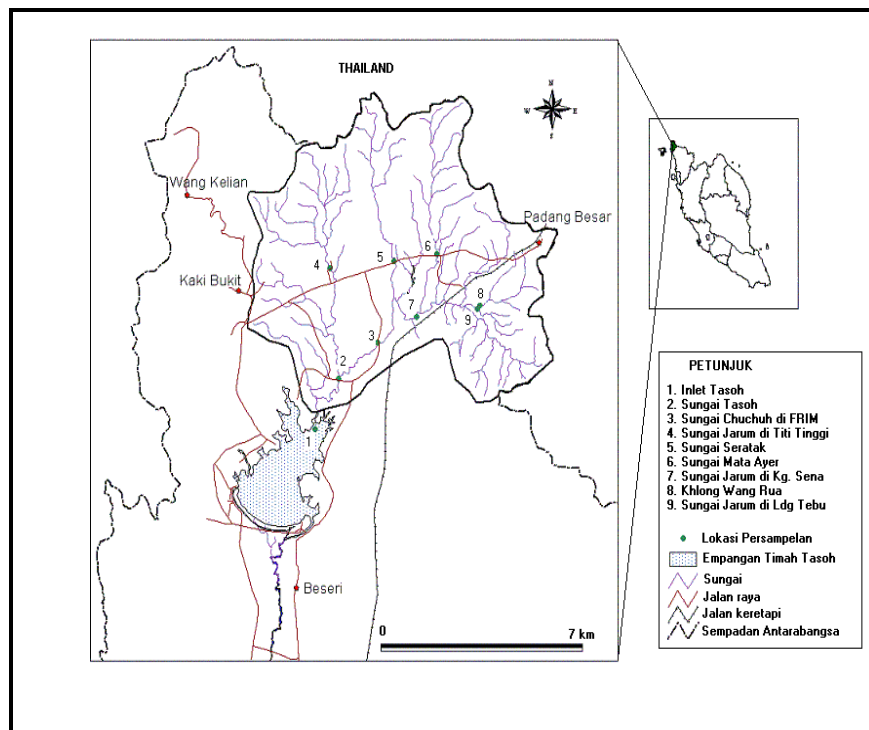 THAILAND
N
W
E
S
Wang Kelian
Padang Besar
Kaki Bukit
4
5
6
7
8
9
3
2
1
Beseri
0
7 km
PETUNJUK
1. Inlet Tasoh
2. Sungai Tasoh
3. Sungai Chuchuh di FRIM
4. Sungai Jarum di Titi Tinggi
5. Sungai Seratak
6. Sungai Mata Ayer
7. Sungai Jarum di Kg. Sena
8. Khlong Wang Rua
9. Sungai Jarum di Ldg Tebu
Lokasi Persampelan
Empangan Timah Tasoh
Sungai
Jalan raya
Jalan keretapi
Sempadan Antarabangsa